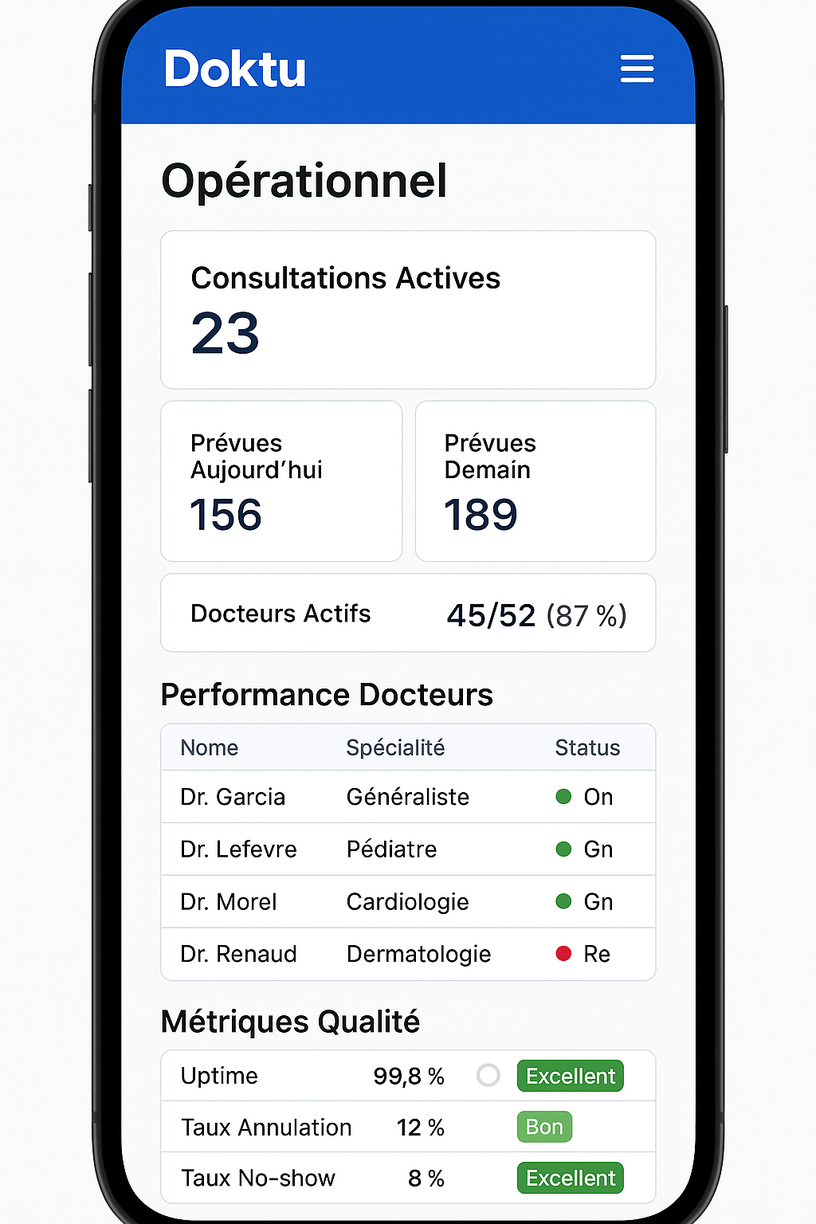 Doktu
Opérationnel
Consultations Actives
23
Prévues
Aujourd’hui
156
Prévues
Demain
189
Docteurs Actifs 45/52 (87 %)
Performance Docteurs
Nome Spécialité Status
Dr. Garcia Généraliste On
Dr. Lefevre Pédiatre Gn
Dr. Morel Cardiologie Gn
Dr. Renaud Dermatologie Re
Métriques Qualité
Uptime 99,8 % Excellent
Taux Annulation 12 % Bon
Taux No-show 8 % Excellent